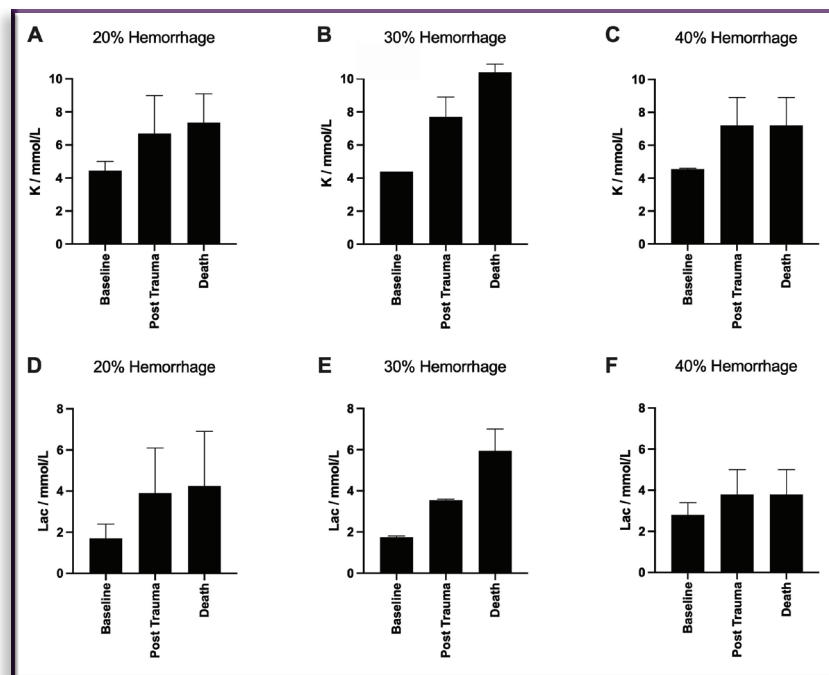 A
20% Hemorrhage
B
30% Hemorrhage
C
40% Hemorrhage
K / mmol/L
10
8
6
4
2
0
Baseline
Post Trauma
Death
K / mmol/L
10
8
6
4
2
0
Baseline
Post Trauma
Death
K / mmol/L
10
8
6
4
2
0
Baseline
Post Trauma
Death
D
20% Hemorrhage
E
30% Hemorrhage
F
40% Hemorrhage
Lac / mmol/L
8
6
4
2
0
Baseline
Post Trauma
Death
Lac / mmol/L
8
6
4
2
0
Baseline
Post Trauma
Death
Lac / mmol/L
8
6
4
2
0
Baseline
Post Trauma
Death